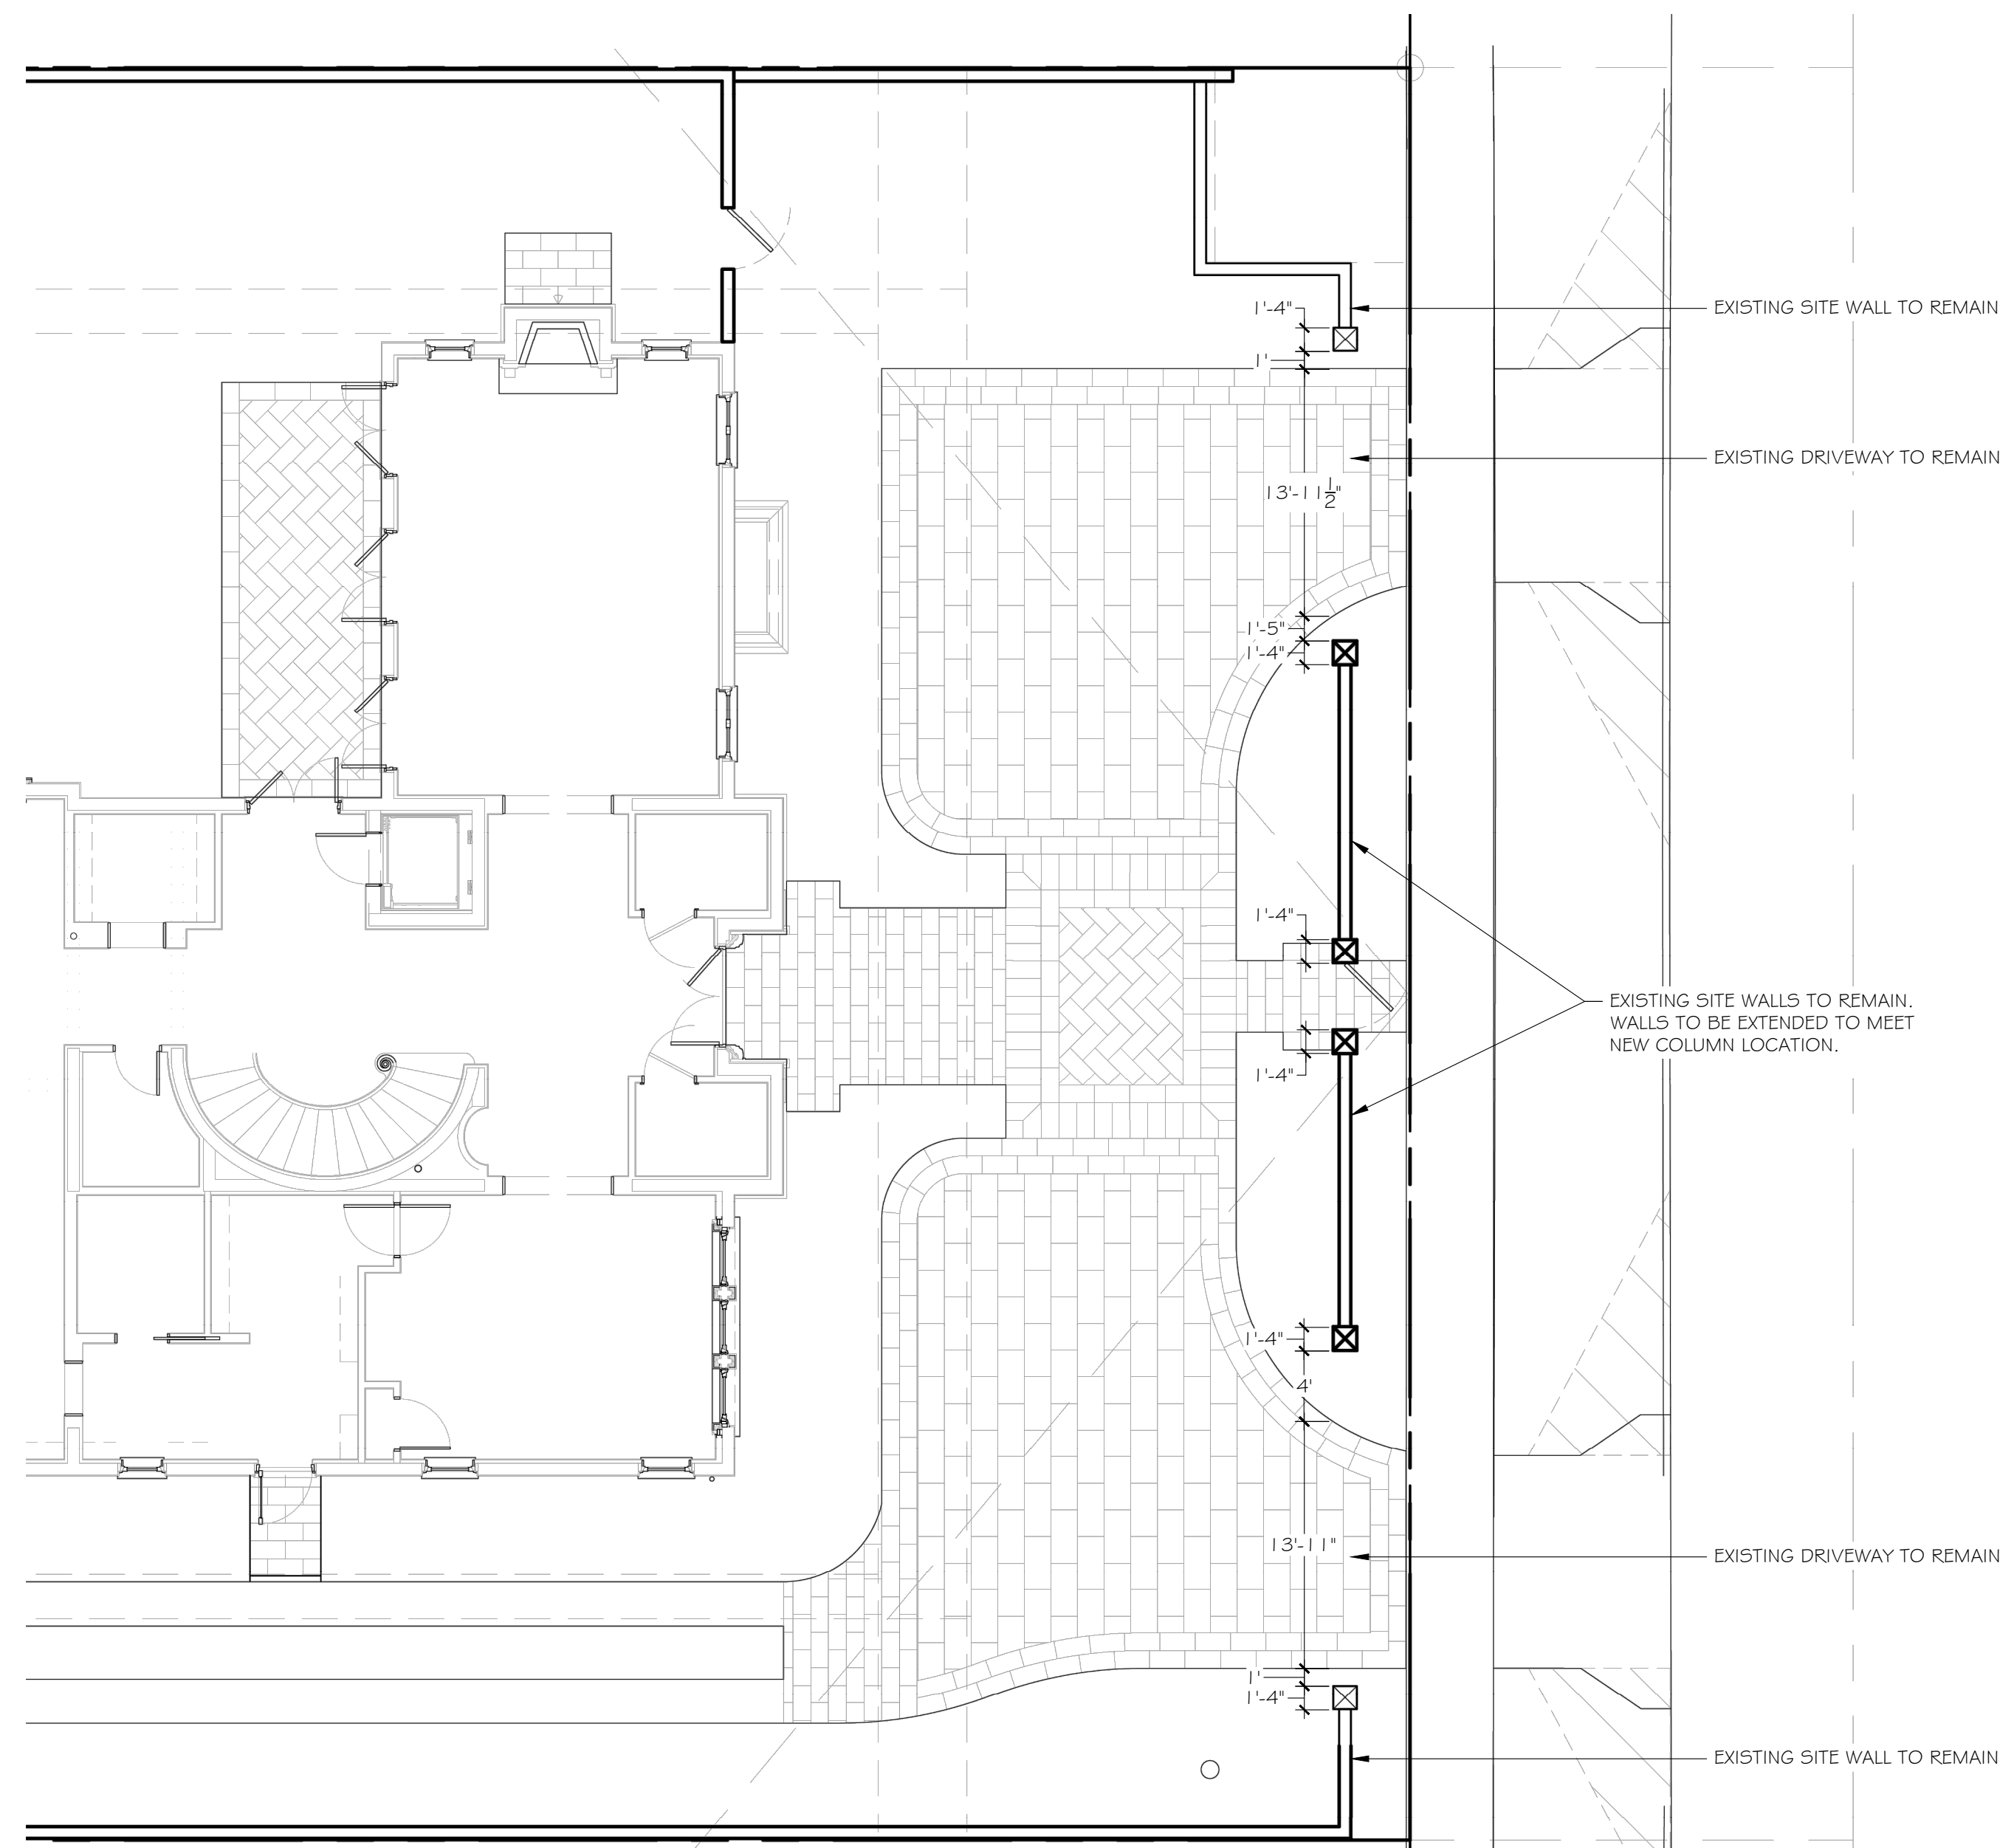 1'-4"
EXISTING SITE WALL TO REMAIN
1'
EXISTING DRIVEWAY TO REMAIN
13'-11 1/2"
1'-5"
1'-4"
1'-4"
EXISTING SITE WALLS TO REMAIN.
WALLS TO BE EXTENDED TO MEET
NEW COLUMN LOCATION.
1'-4"
1'-4"
4'
13'-11"
EXISTING DRIVEWAY TO REMAIN
1'
1'-4"
EXISTING SITE WALL TO REMAIN